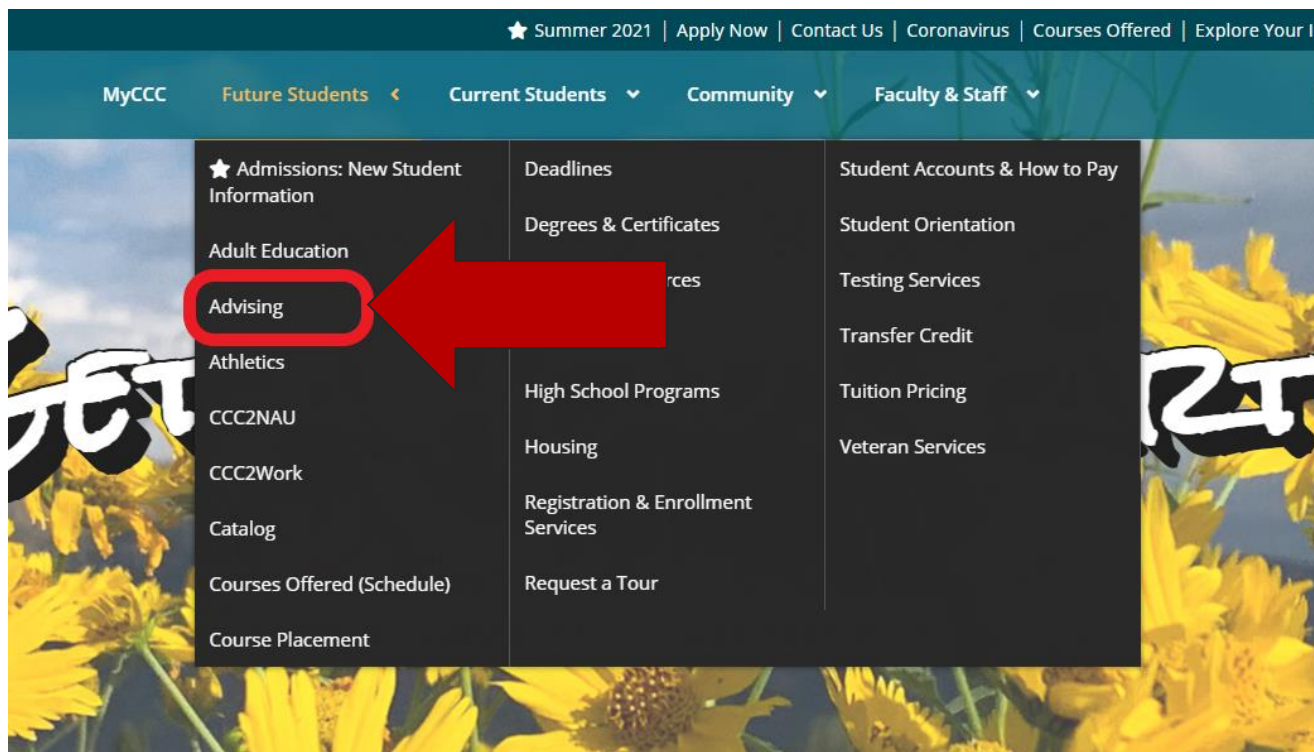 Summer 2021 | Apply Now | Contact Us | Coronavirus | Courses Offered | Explore Your
MyCCC Future Students Current Students Community Faculty & Staff
Admissions: New Student
Information
Adult Education
Advising
Athletics
CCC2NAU
CCC2Work
Catalog
Courses Offered (Schedule)
Course Placement
Deadlines
Degrees & Certificates
High School Programs
Housing
Registration & Enrollment
Services
Request a Tour
Student Accounts & How to Pay
Student Orientation
Testing Services
Transfer Credit
Tuition Pricing
Veteran Services